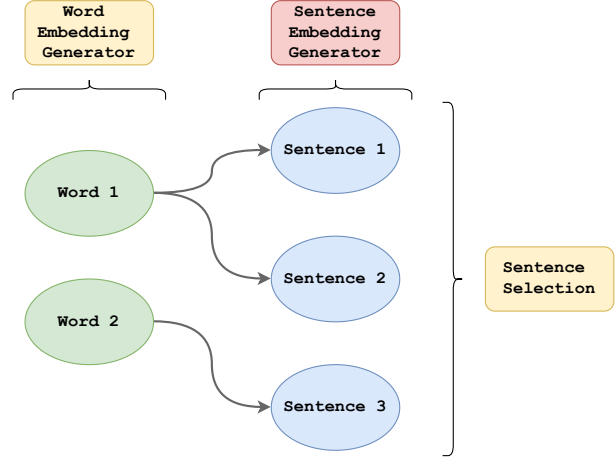 Word
Embedding
Generator
Sentence
Embedding
Generator
Sentence 1
Word 1
Sentence 2
Sentence
Selection
Word 2
Sentence 3